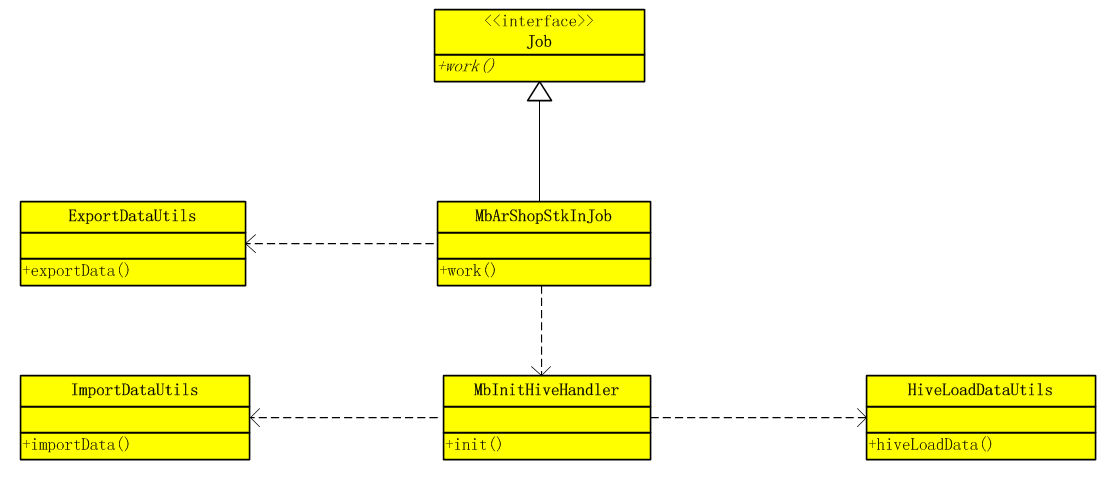 <<interface>>
Job
+work()
ExportDataUtils
+exportData()
MbArShopStkInJob
+work()
ImportDataUtils
+importData()
MbInitHiveHandler
+init()
HiveLoadDataUtils
+hiveLoadData()